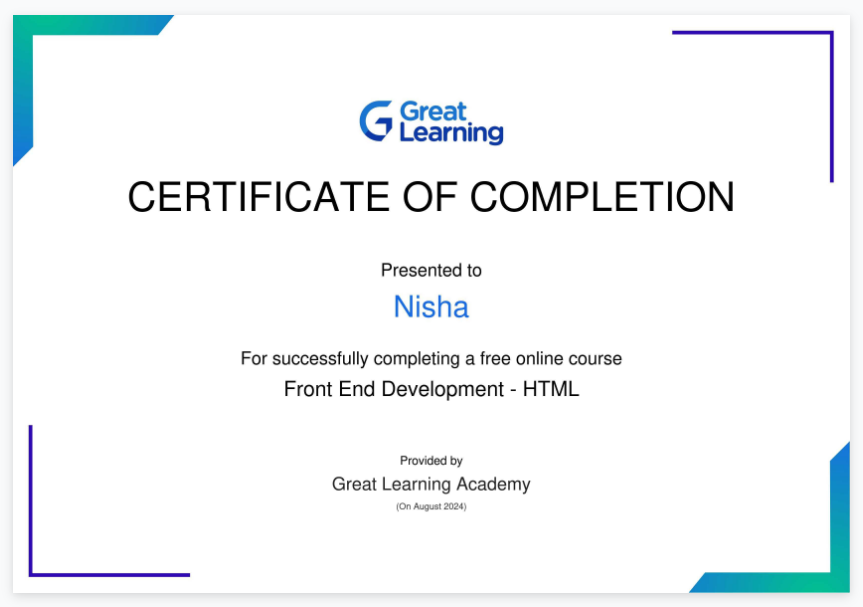 Great
Learning
CERTIFICATE OF COMPLETION
Presented to
Nisha
For successfully completing a free online course
Front End Development - HTML
Provided by
Great Learning Academy
(On August 2024)